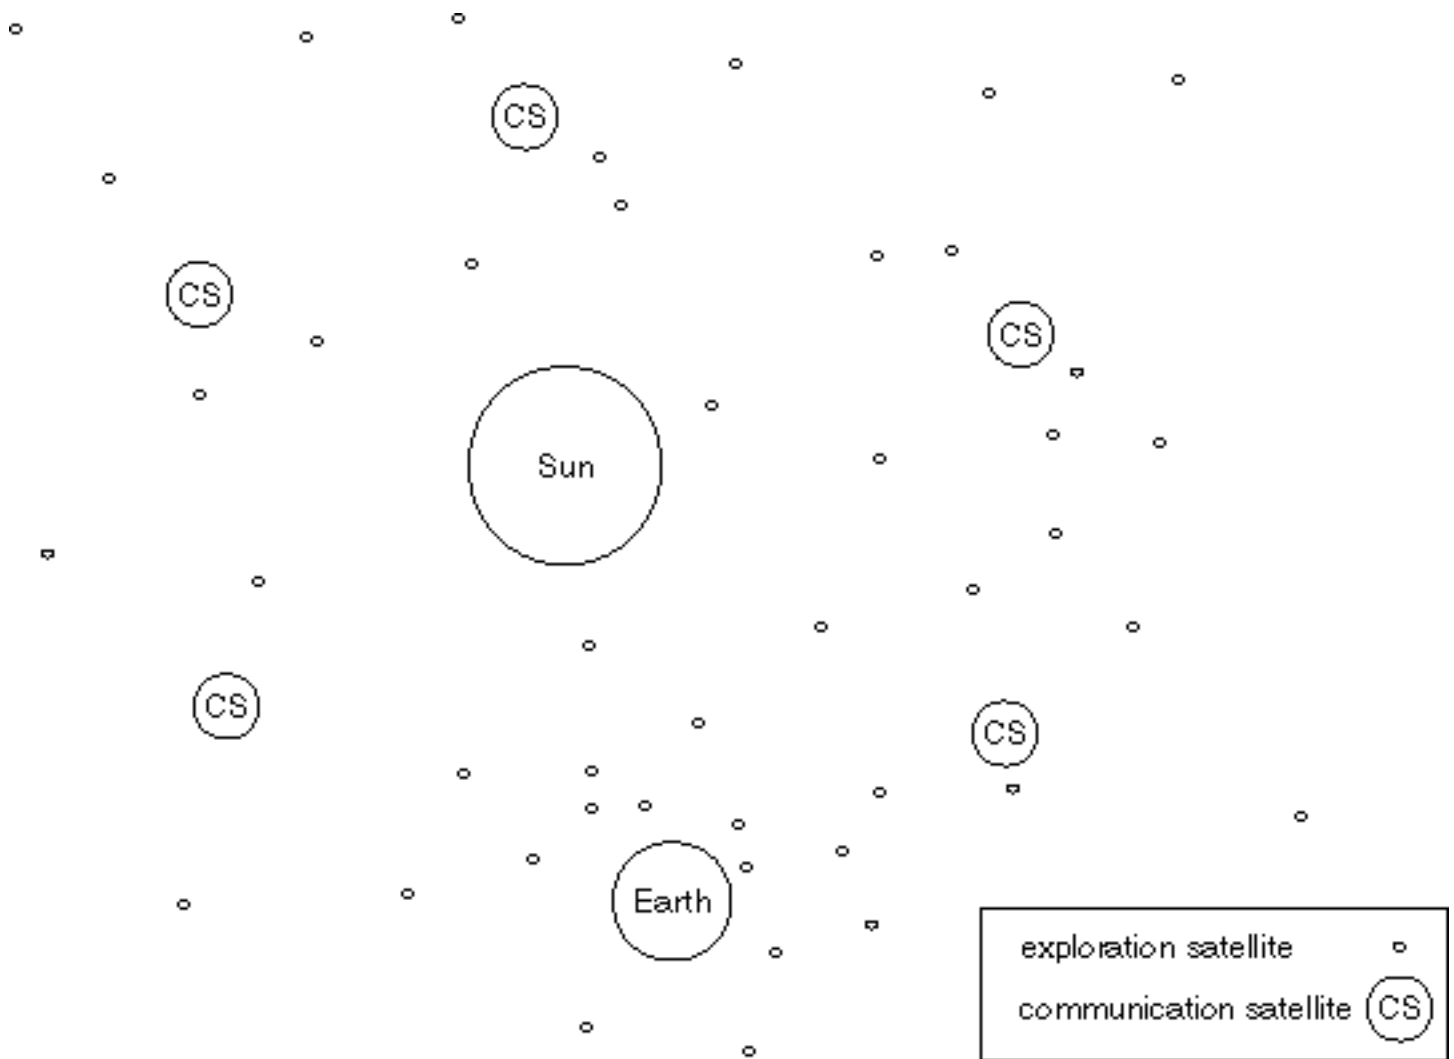 CS
CS
CS
Sun
CS
CS
Earth
exploration satellite
communication satellite CS